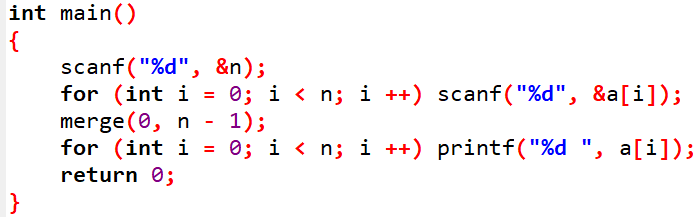 int main()
{
    scanf("%d", &n);
    for (int i = 0; i < n; i ++) scanf("%d", &a[i]);
    merge(0, n - 1);
    for (int i = 0; i < n; i ++) printf("%d ", a[i]);
    return 0;
}